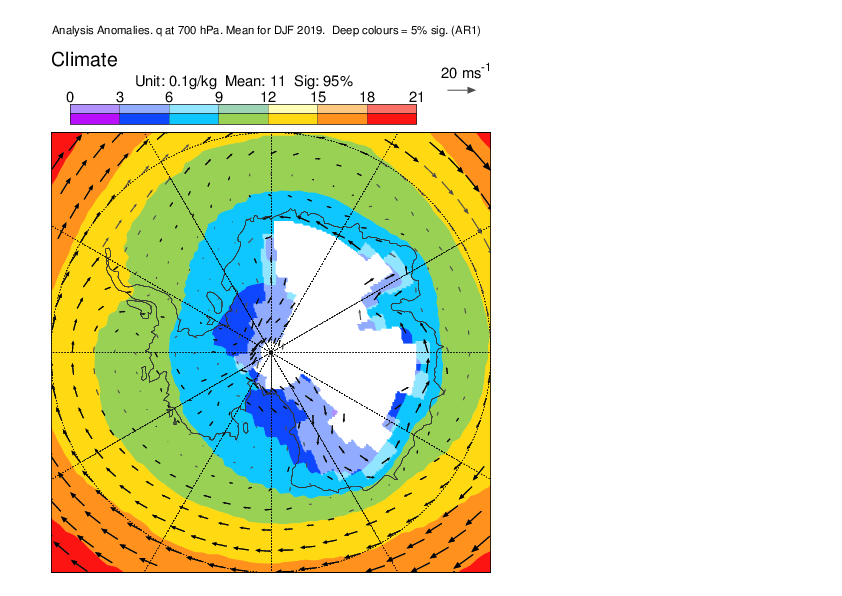 Analysis Anomalies. q at 700 hPa. Mean for DJF 2019.  Deep colours = 5% sig. (AR1)
Climate
Unit: 0.1g/kg  Mean: 11  Sig: 95%
20 ms-1
0 3 6 9 12 15 18 21